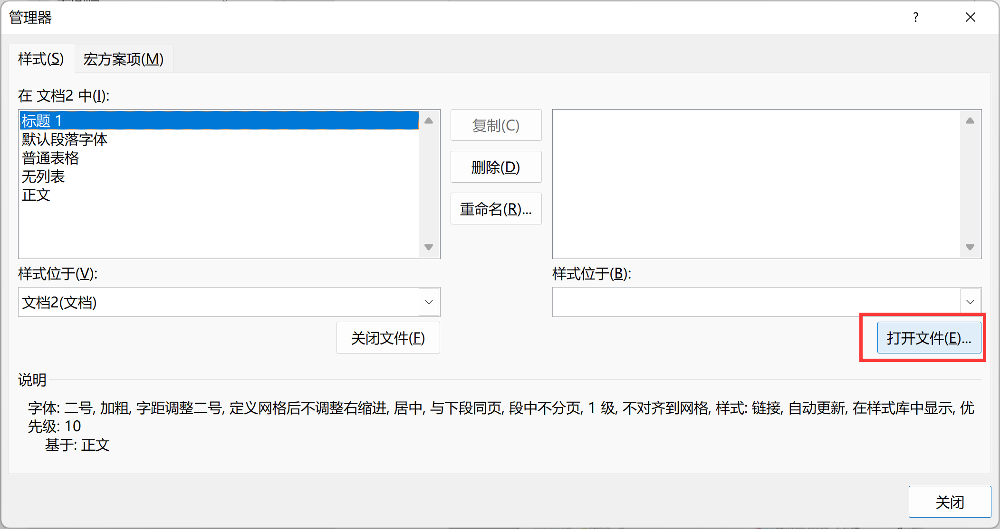 管理器
?
样式(S)
宏方案项(M)
在 文档2 中(I):
标题 1
默认段落字体
普通表格
无列表
正文
复制(C)
删除(D)
重命名(R)...
样式位于(V):
文档2(文档)
样式位于(B):
关闭文件(F)
打开文件(E)...
说明
字体: 二号, 加粗, 字距调整二号, 定义网格后不调整右缩进, 居中, 与下段同页, 段中不分页, 1 级, 不对齐到网格, 样式: 链接, 自动更新, 在样式库中显示, 优
先级: 10
基于: 正文
关闭